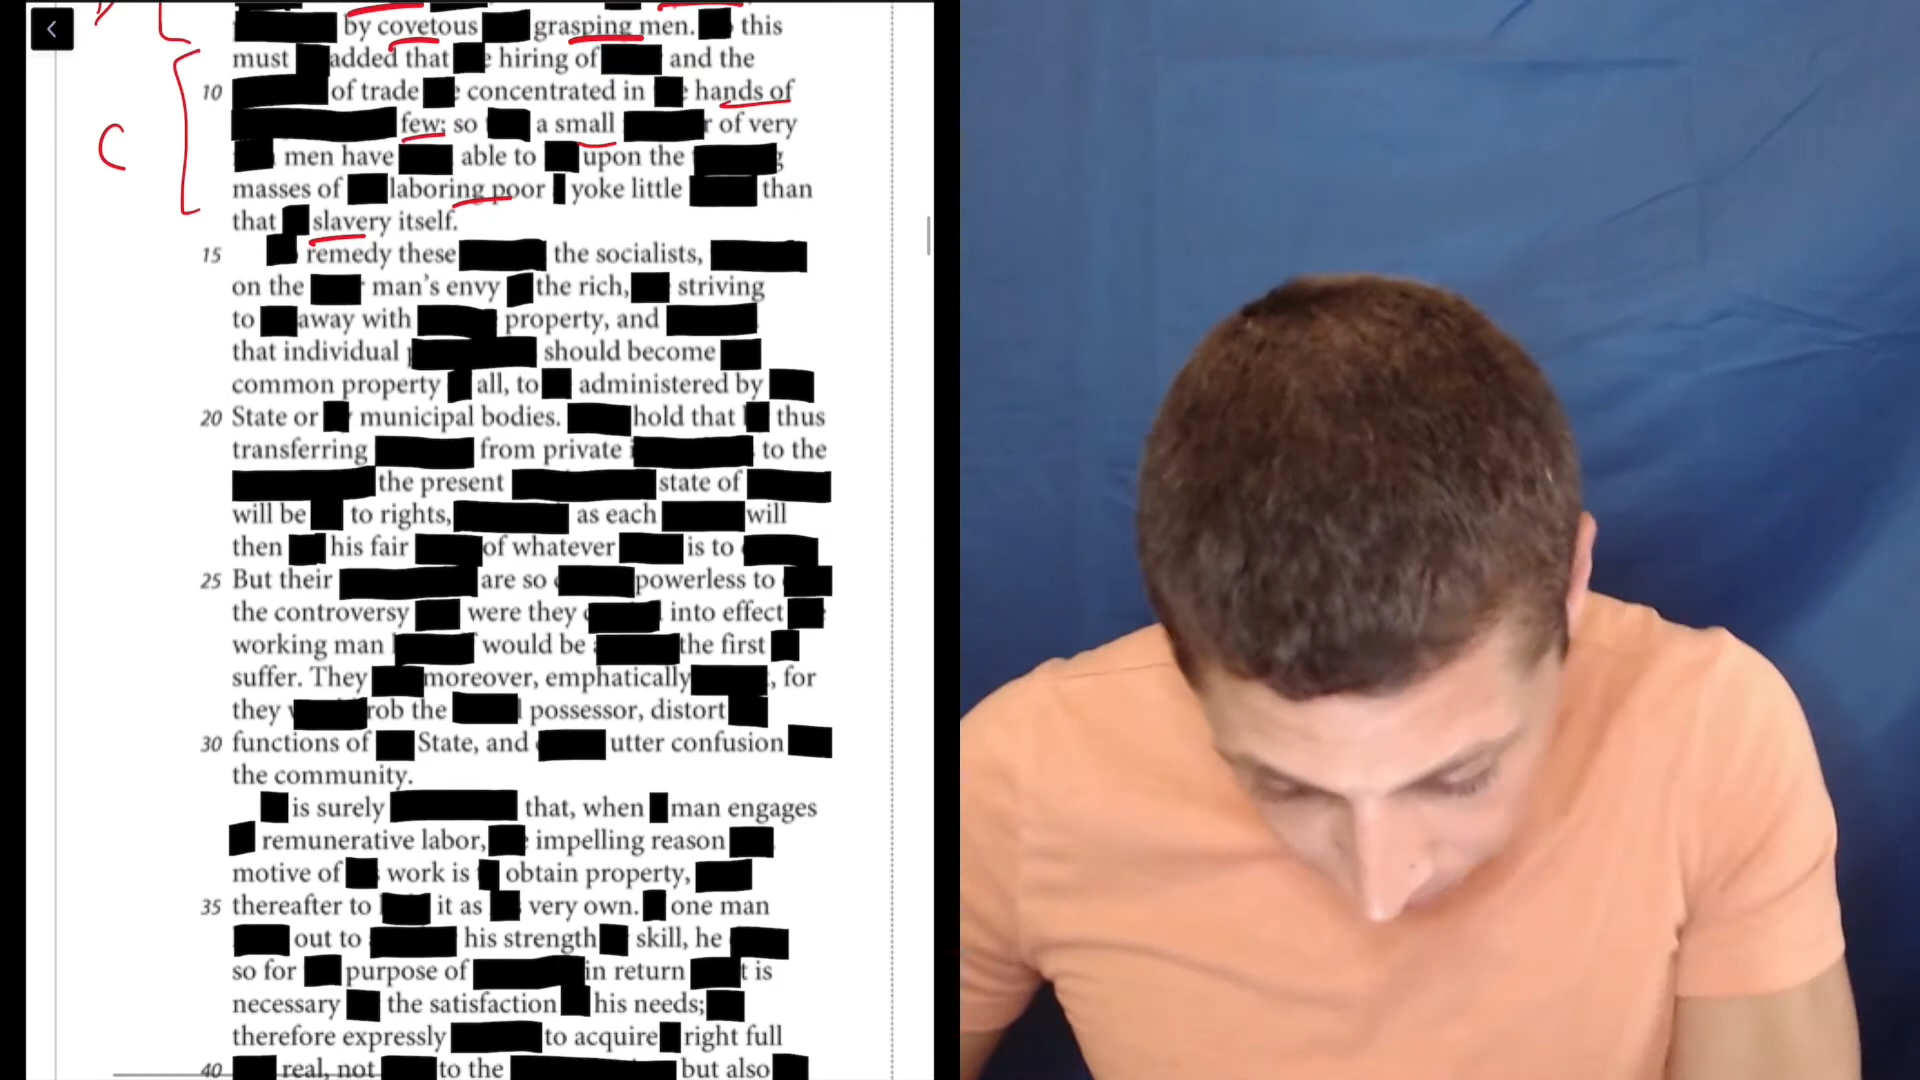 by covetous grasping men. this
must added that hiring of and the
10 of trade concentrated in hands of
few; so a small of very
men have able to upon the
masses of laboring poor yoke little than
that slavery itself.
15 remedy these the socialists,
on the man's envy the rich, striving
to away with property, and
that individual should become
common property all, to administered by
20 State or municipal bodies. hold that thus
transferring from private to the
the present state of
will be to rights, as each will
then his fair of whatever is to
25 But their are so powerless to
the controversy were they into effect
working man would be the first
suffer. They moreover, emphatically , for
they rob the possessor, distort
30 functions of State, and utter confusion
the community.
is surely that, when man engages
remunerative labor, impelling reason
motive of work is obtain property,
35 thereafter to it as very own. one man
out to his strength skill, he
so for purpose of in return is
necessary the satisfaction his needs;
therefore expressly to acquire right full
40 real, not to the but also
C